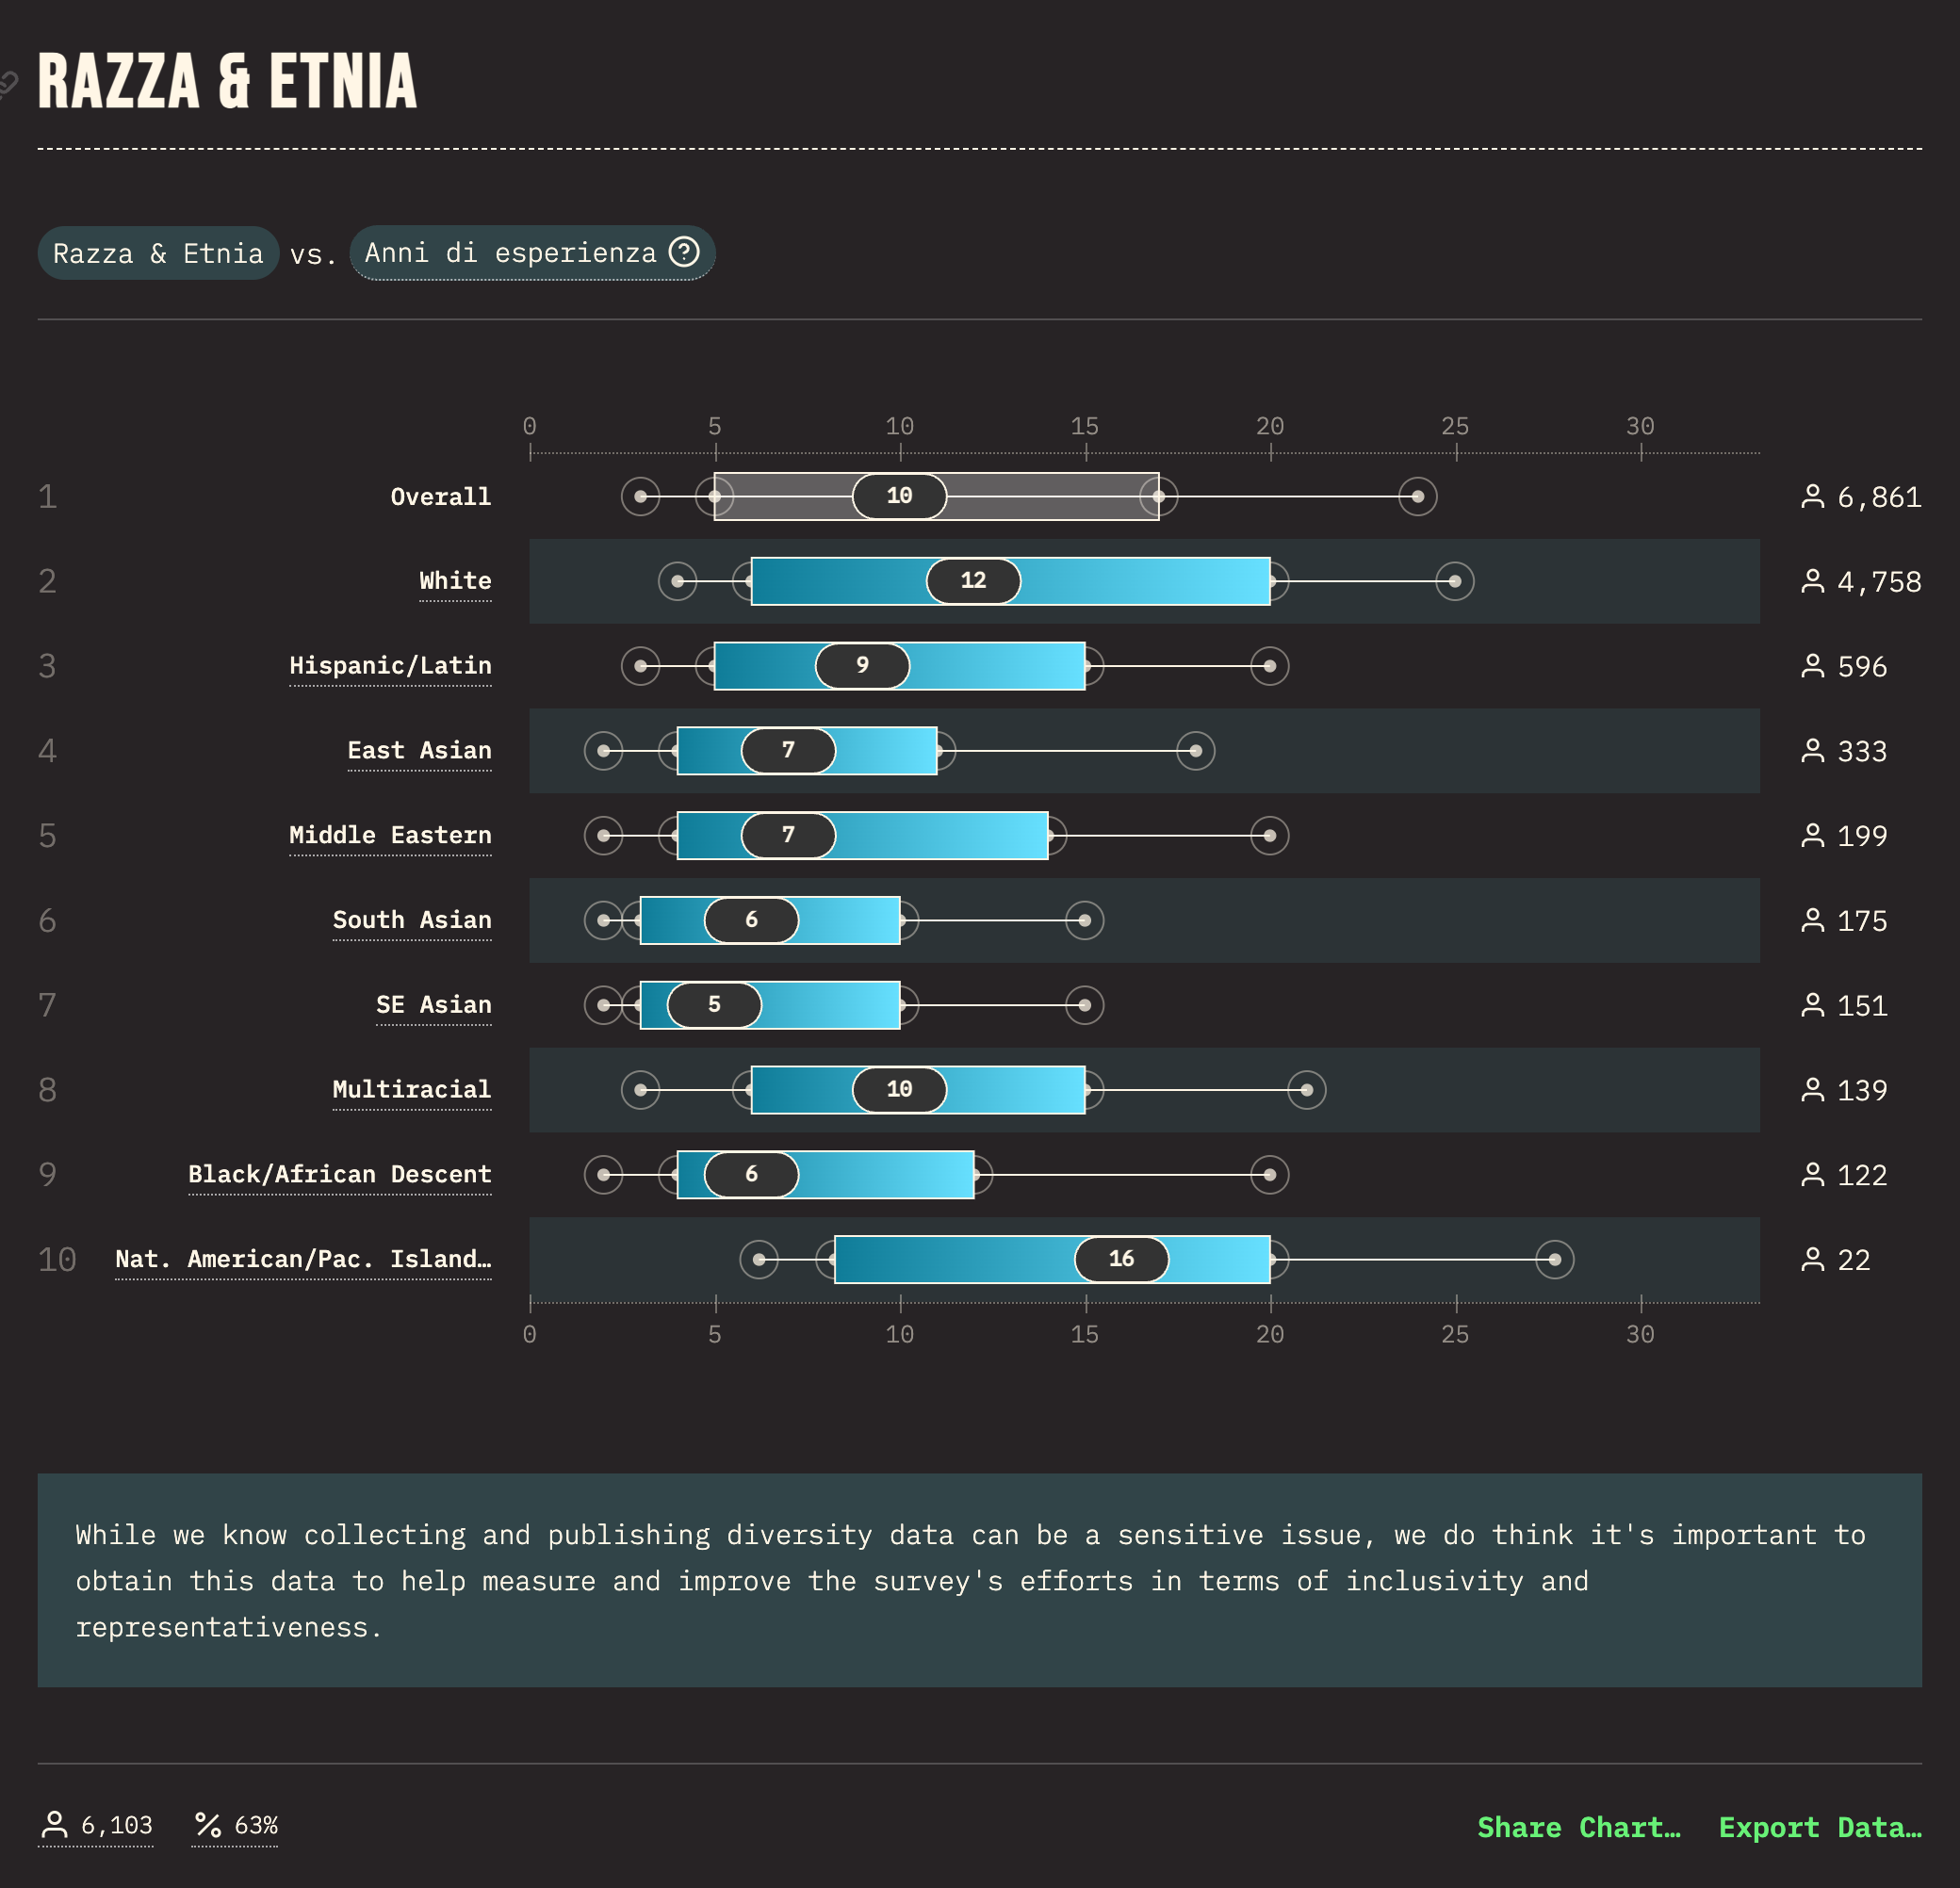 RAZZA & ETNIA
Razza & Etnia vs. Anni di esperienza ?
0 5 10 15 20 25 30
1 Overall 10 6,861
2 White 12 4,758
3 Hispanic/Latin 9 596
4 East Asian 7 333
5 Middle Eastern 7 199
6 South Asian 6 175
7 SE Asian 5 151
8 Multiracial 10 139
9 Black/African Descent 6 122
10 Nat. American/Pac. Island… 16 22
0 5 10 15 20 25 30
While we know collecting and publishing diversity data can be a sensitive issue, we do think it's important to
obtain this data to help measure and improve the survey's efforts in terms of inclusivity and
representativeness.
6,103 % 63% Share Chart… Export Data…